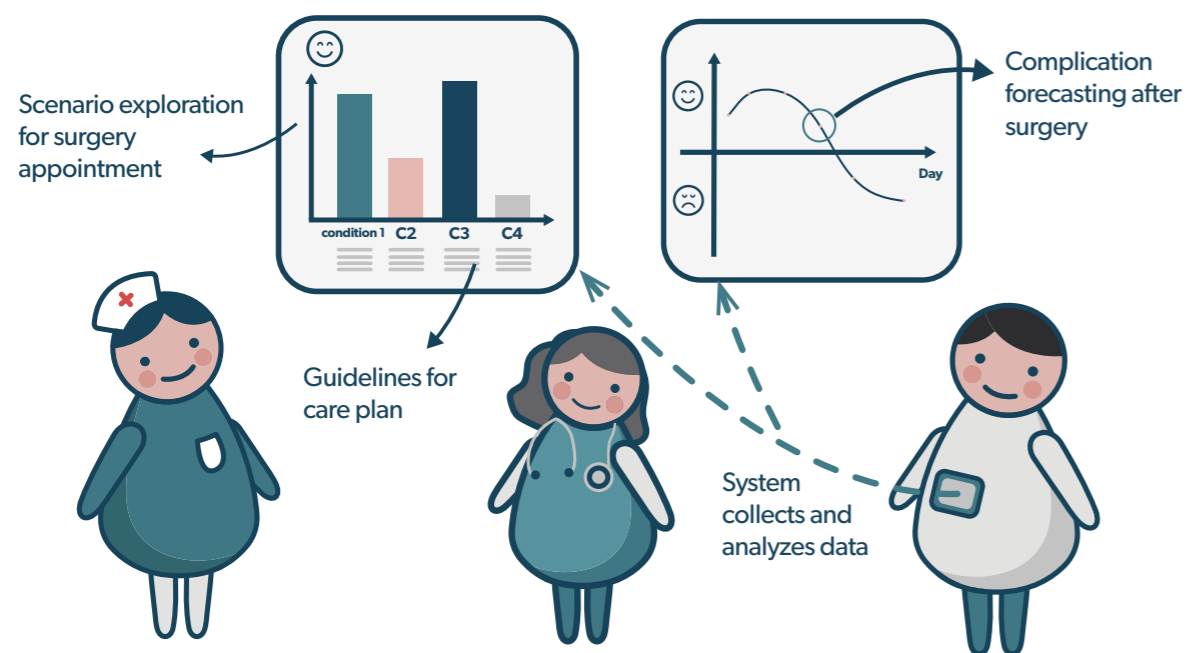 Scenario exploration
for surgery
appointment
condition 1 C2 C3 C4
Guidelines for
care plan
Day
Complication
forecasting after
surgery
System
collects and
analyzes data